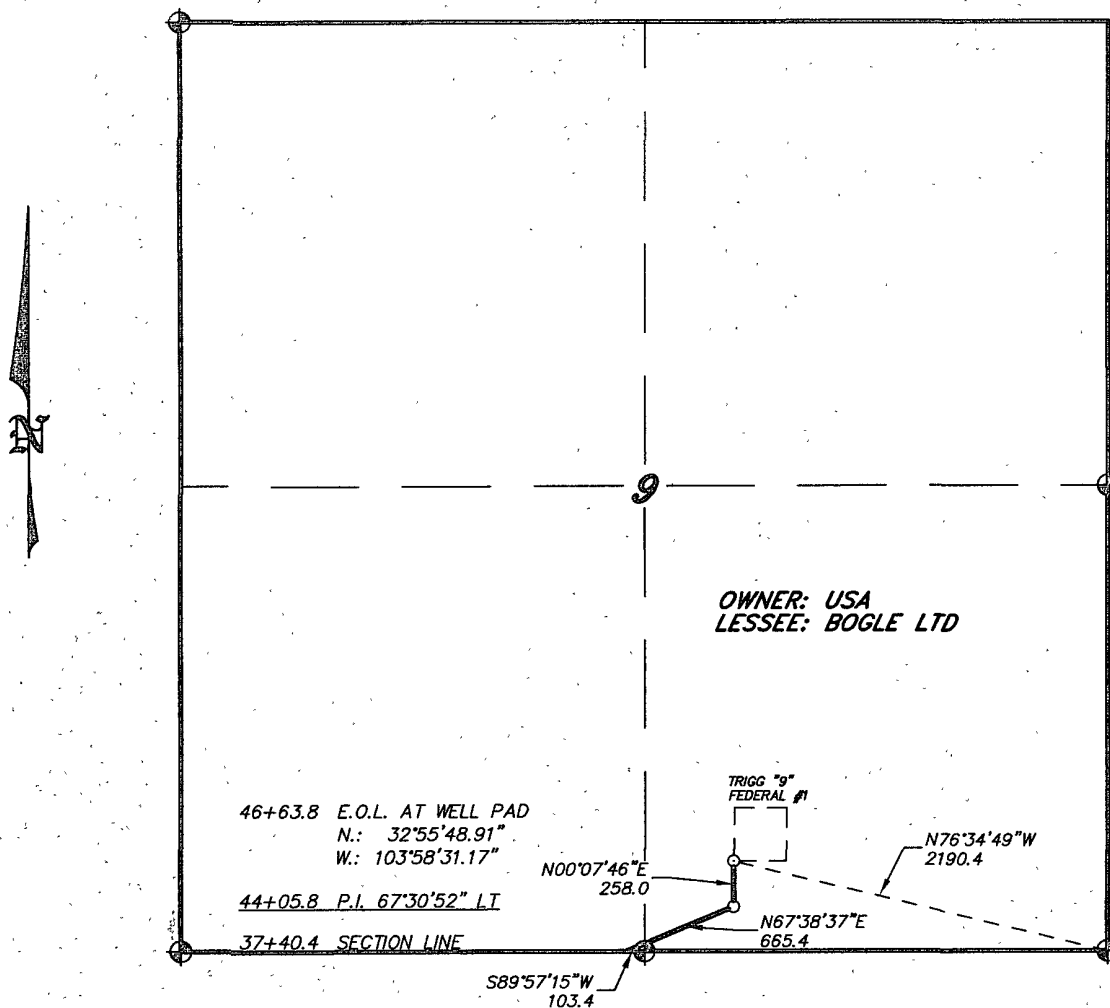 N
9
OWNER: USA
LESSEE: BOGLE LTD
TRIGG "9"
FEDERAL #1
46+63.8 E.O.L. AT WELL PAD
N.: 32°55'48.91"
W.: 103°58'31.17"
N76°34'49"W
2190.4
N00°07'46"E
258.0
44+05.8 P.I. 67°30'52" LT
N67°38'37"E
665.4
37+40.4 SECTION LINE
S89°57'15"W
103.4